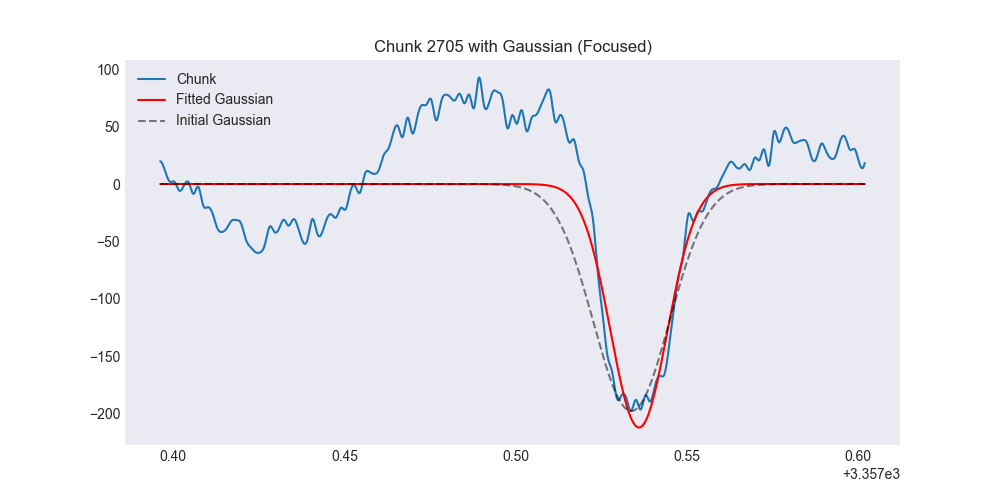 Chunk 2705 with Gaussian (Focused)
Chunk
Fitted Gaussian
Initial Gaussian
100
50
0
−50
−100
−150
−200
0.40 0.45 0.50 0.55 0.60
+3.357e3